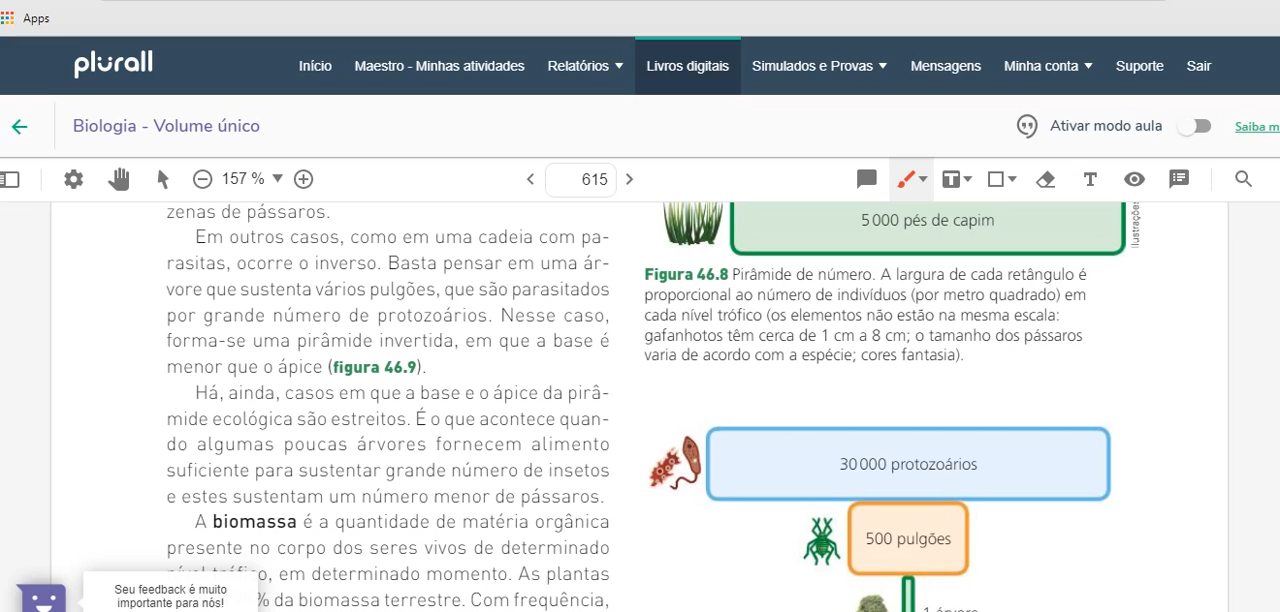 Apps
plurall
Início
Maestro - Minhas atividades
Relatórios
Livros digitais
Simulados e Provas
Mensagens
Minha conta
Suporte
Sair
Biologia - Volume único
Ativar modo aula
Saiba m
157 %
615
zenas de pássaros.
Em outros casos, como em uma cadeia com pa-
rasitas, ocorre o inverso. Basta pensar em uma ár-
vore que sustenta vários pulgões, que são parasitados
por grande número de protozoários. Nesse caso,
forma-se uma pirâmide invertida, em que a base é
menor que o ápice (figura 46.9).
Há, ainda, casos em que a base e o ápice da pirâ-
mide ecológica são estreitos. É o que acontece quan-
do algumas poucas árvores fornecem alimento
suficiente para sustentar grande número de insetos
e estes sustentam um número menor de pássaros.
A biomassa é a quantidade de matéria orgânica
presente no corpo dos seres vivos de determinado
nível trófico, em determinado momento. As plantas
% da biomassa terrestre. Com frequência,
Seu feedback é muito
importante para nós!
5 000 pés de capim
Ilustrações
Figura 46.8 Pirâmide de número. A largura de cada retângulo é
proporcional ao número de indivíduos (por metro quadrado) em
cada nível trófico (os elementos não estão na mesma escala:
gafanhotos têm cerca de 1 cm a 8 cm; o tamanho dos pássaros
varia de acordo com a espécie; cores fantasia).
30 000 protozoários
500 pulgões
1 árvore